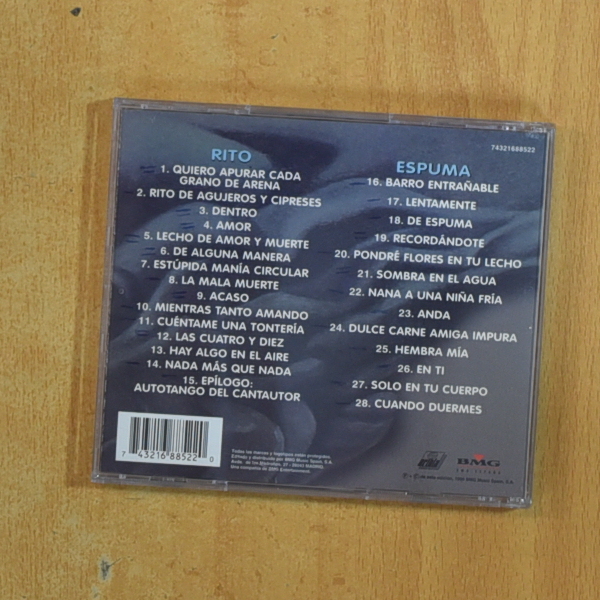 74321688522
RITO
1. QUIERO APURAR CADA
GRANO DE ARENA
2. RITO DE AGUJEROS Y CIPRESES
3. DENTRO
4. AMOR
5. LECHO DE AMOR Y MUERTE
6. DE ALGUNA MANERA
7. ESTÚPIDA MANÍA CIRCULAR
8. LA MALA MUERTE
9. ACASO
10. MIENTRAS TANTO AMANDO
11. CUÉNTAME UNA TONTERÍA
12. LAS CUATRO Y DIEZ
13. HAY ALGO EN EL AIRE
14. NADA MÁS QUE NADA
15. EPÍLOGO:
AUTOTANGO DEL CANTAUTOR
ESPUMA
16. BARRO ENTRAÑABLE
17. LENTAMENTE
18. DE ESPUMA
19. RECORDÁNDOTE
20. PONDRÉ FLORES EN TU LECHO
21. SOMBRA EN EL AGUA
22. NANA A UNA NIÑA FRÍA
23. ANDA
24. DULCE CARNE AMIGA IMPURA
25. HEMBRA MÍA
26. EN TI
27. SOLO EN TU CUERPO
28. CUANDO DUERMES
7 43216 88522 0
BMG